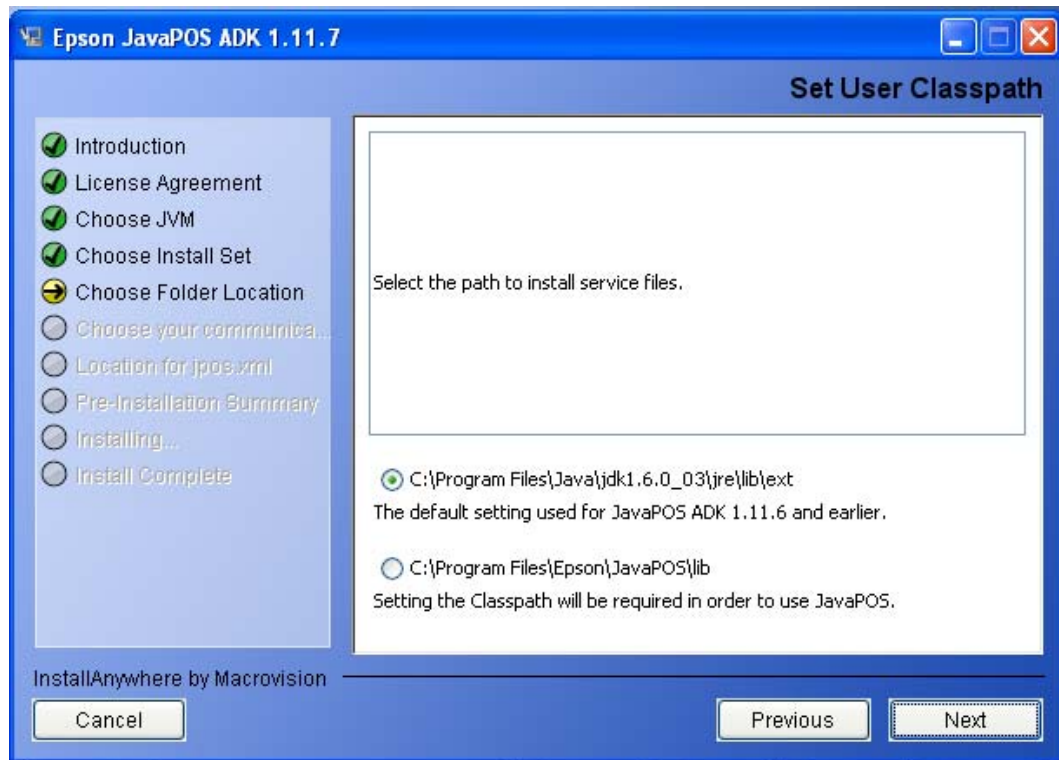 Epson JavaPOS ADK 1.11.7
Set User Classpath
Introduction
License Agreement
Choose JVM
Choose Install Set
Choose Folder Location
Choose your communica...
Location for jpos.xml
Pre-Installation Summary
Installing...
Install Complete
Select the path to install service files.
C:\Program Files\Java\jdk1.6.0_03\jre\lib\ext
The default setting used for JavaPOS ADK 1.11.6 and earlier.
C:\Program Files\Epson\JavaPOS\lib
Setting the Classpath will be required in order to use JavaPOS.
InstallAnywhere by Macrovision
Cancel
Previous
Next